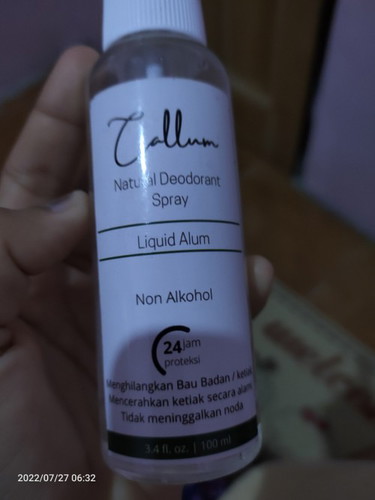 Callum
Natural Deodorant
Spray
Liquid Alum
Non Alkohol
24 jam
proteksi
Menghilangkan Bau Badan / ketiak
Mencerahkan ketiak secara alami
Tidak meninggalkan noda
3.4 fl. oz. | 100 ml
2022/07/27 06:32